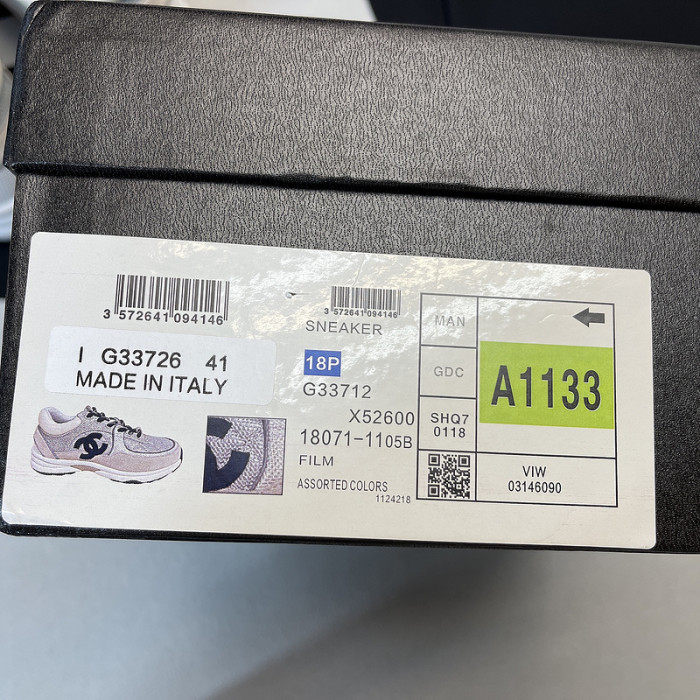 3 572641 094146
I G33726 41
MADE IN ITALY
3 572641 094146
SNEAKER
18P
G33712
X52600
18071-1105B
FILM
ASSORTED COLORS
1124218
MAN
GDC
SHQ7
0118
A1133
VIW
03146090